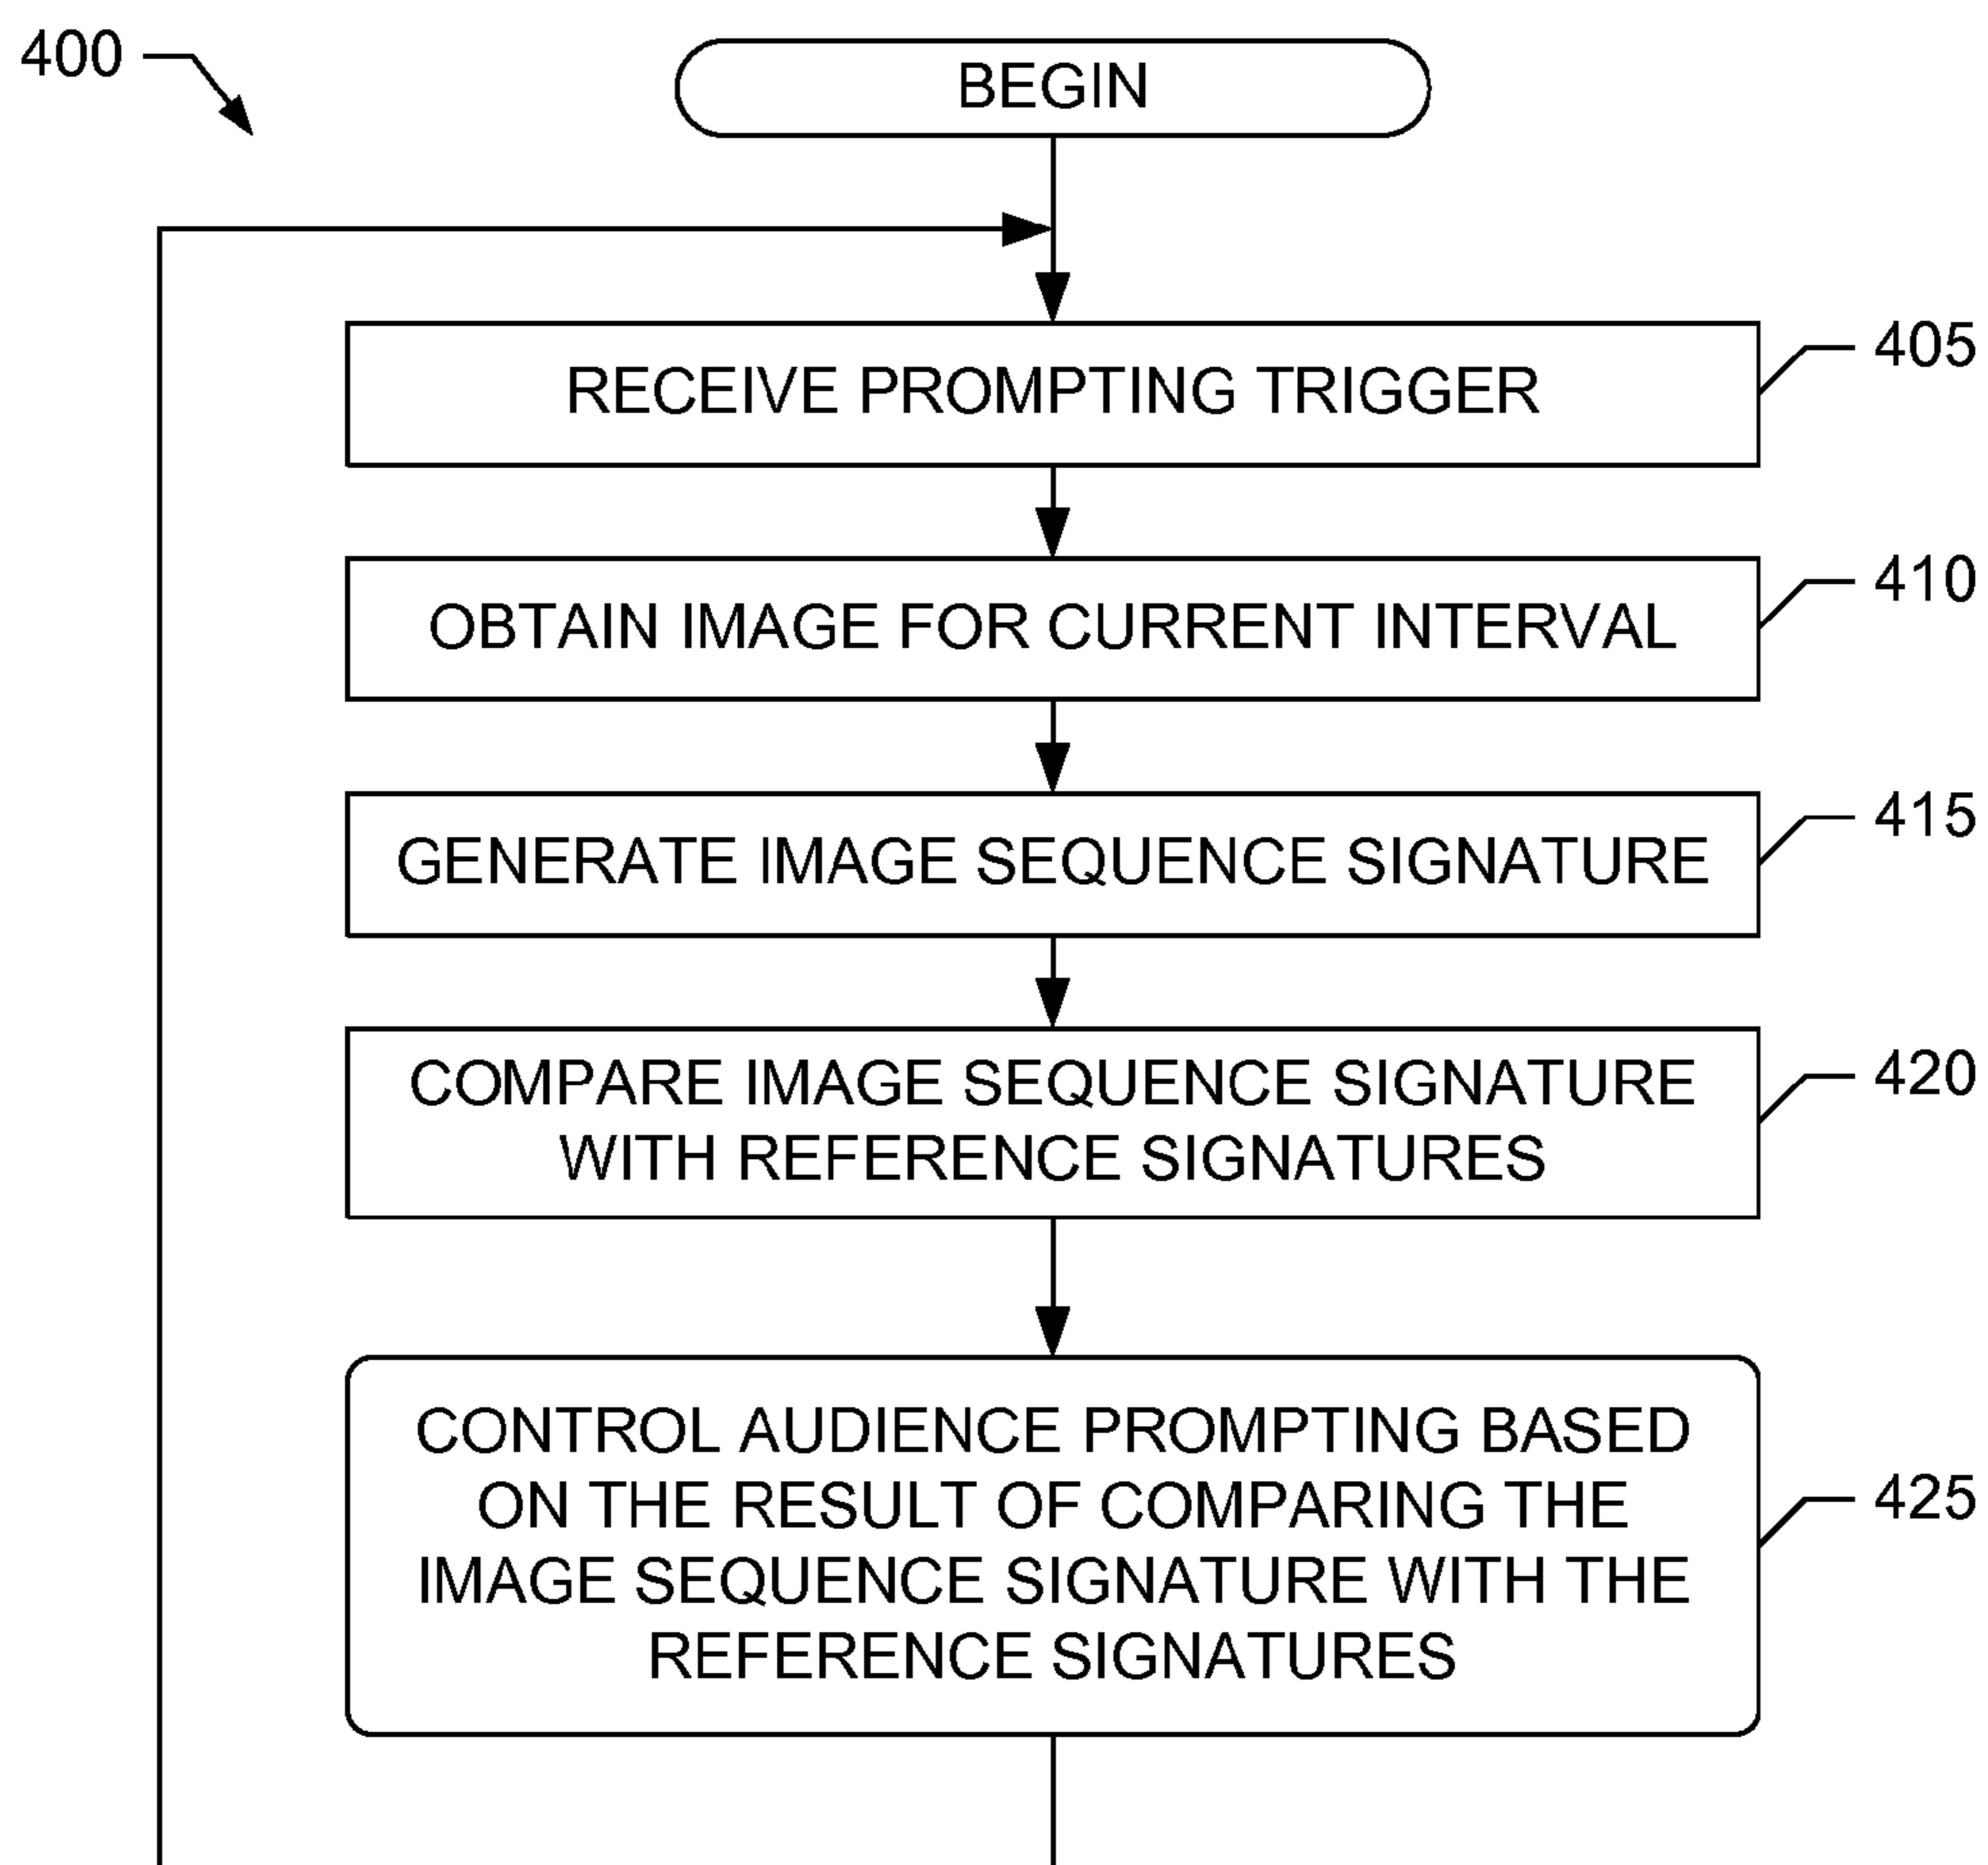 400
BEGIN
RECEIVE PROMPTING TRIGGER
405
OBTAIN IMAGE FOR CURRENT INTERVAL
410
GENERATE IMAGE SEQUENCE SIGNATURE
415
COMPARE IMAGE SEQUENCE SIGNATURE
WITH REFERENCE SIGNATURES
420
CONTROL AUDIENCE PROMPTING BASED
ON THE RESULT OF COMPARING THE
IMAGE SEQUENCE SIGNATURE WITH THE
REFERENCE SIGNATURES
425